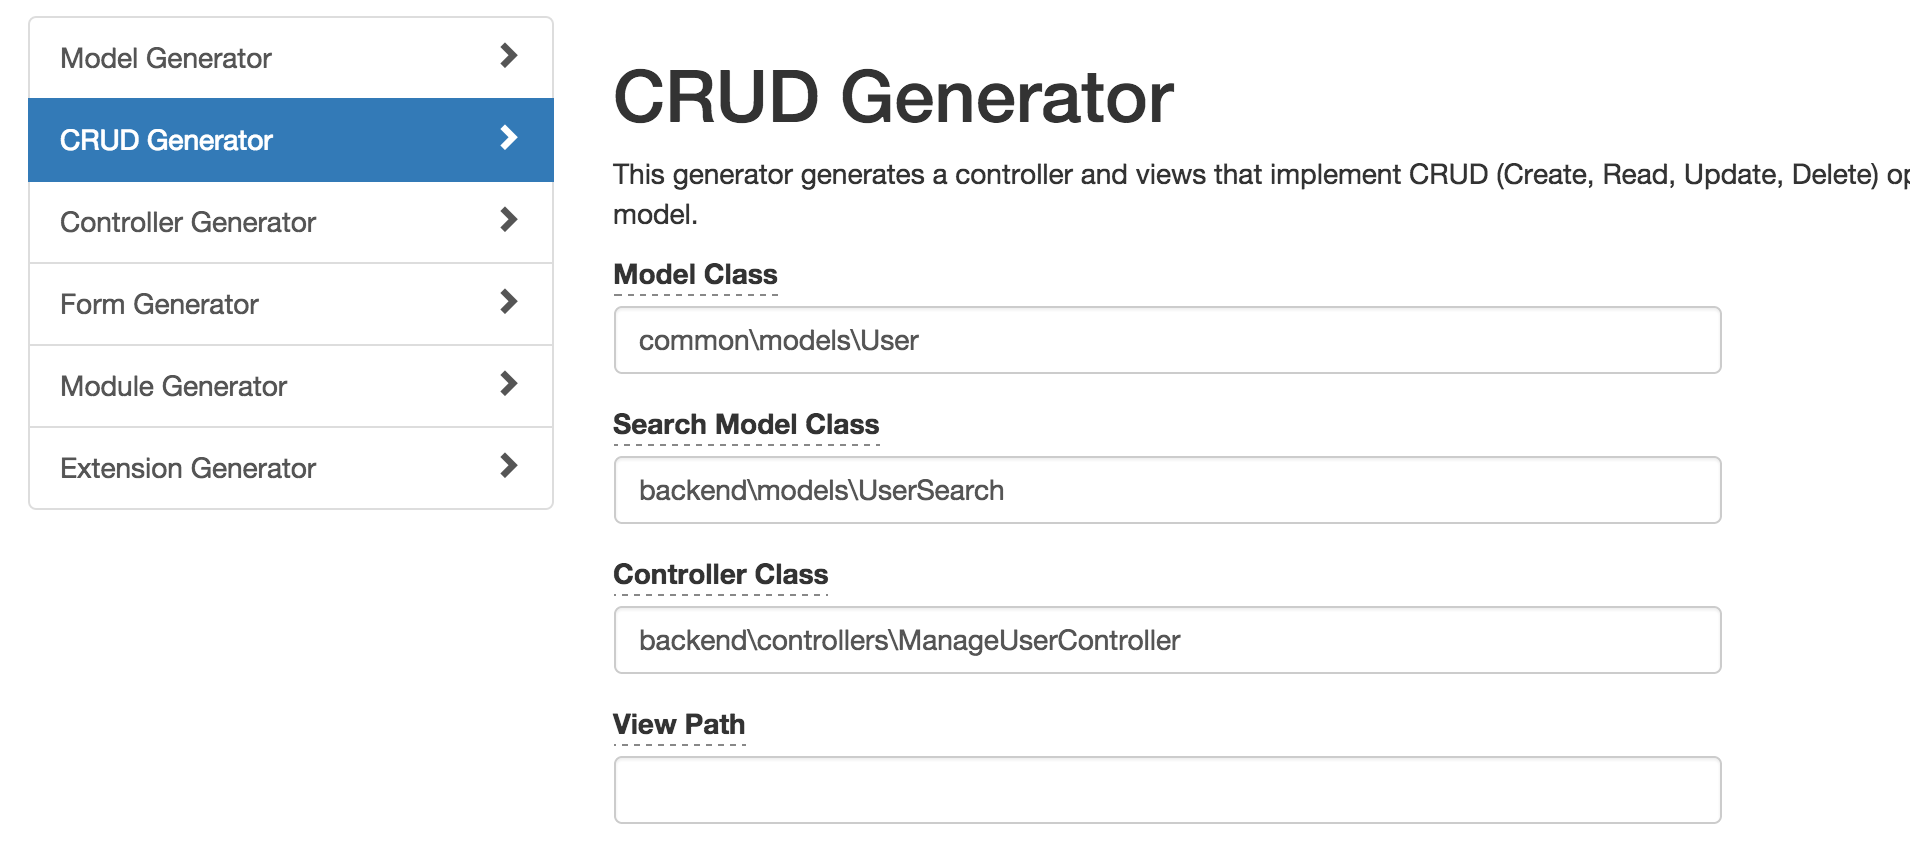 Model Generator
CRUD Generator
Controller Generator
Form Generator
Module Generator
Extension Generator
CRUD Generator
This generator generates a controller and views that implement CRUD (Create, Read, Update, Delete)
model.
Model Class
common\models\User
Search Model Class
backend\models\UserSearch
Controller Class
backend\controllers\ManageUserController
View Path